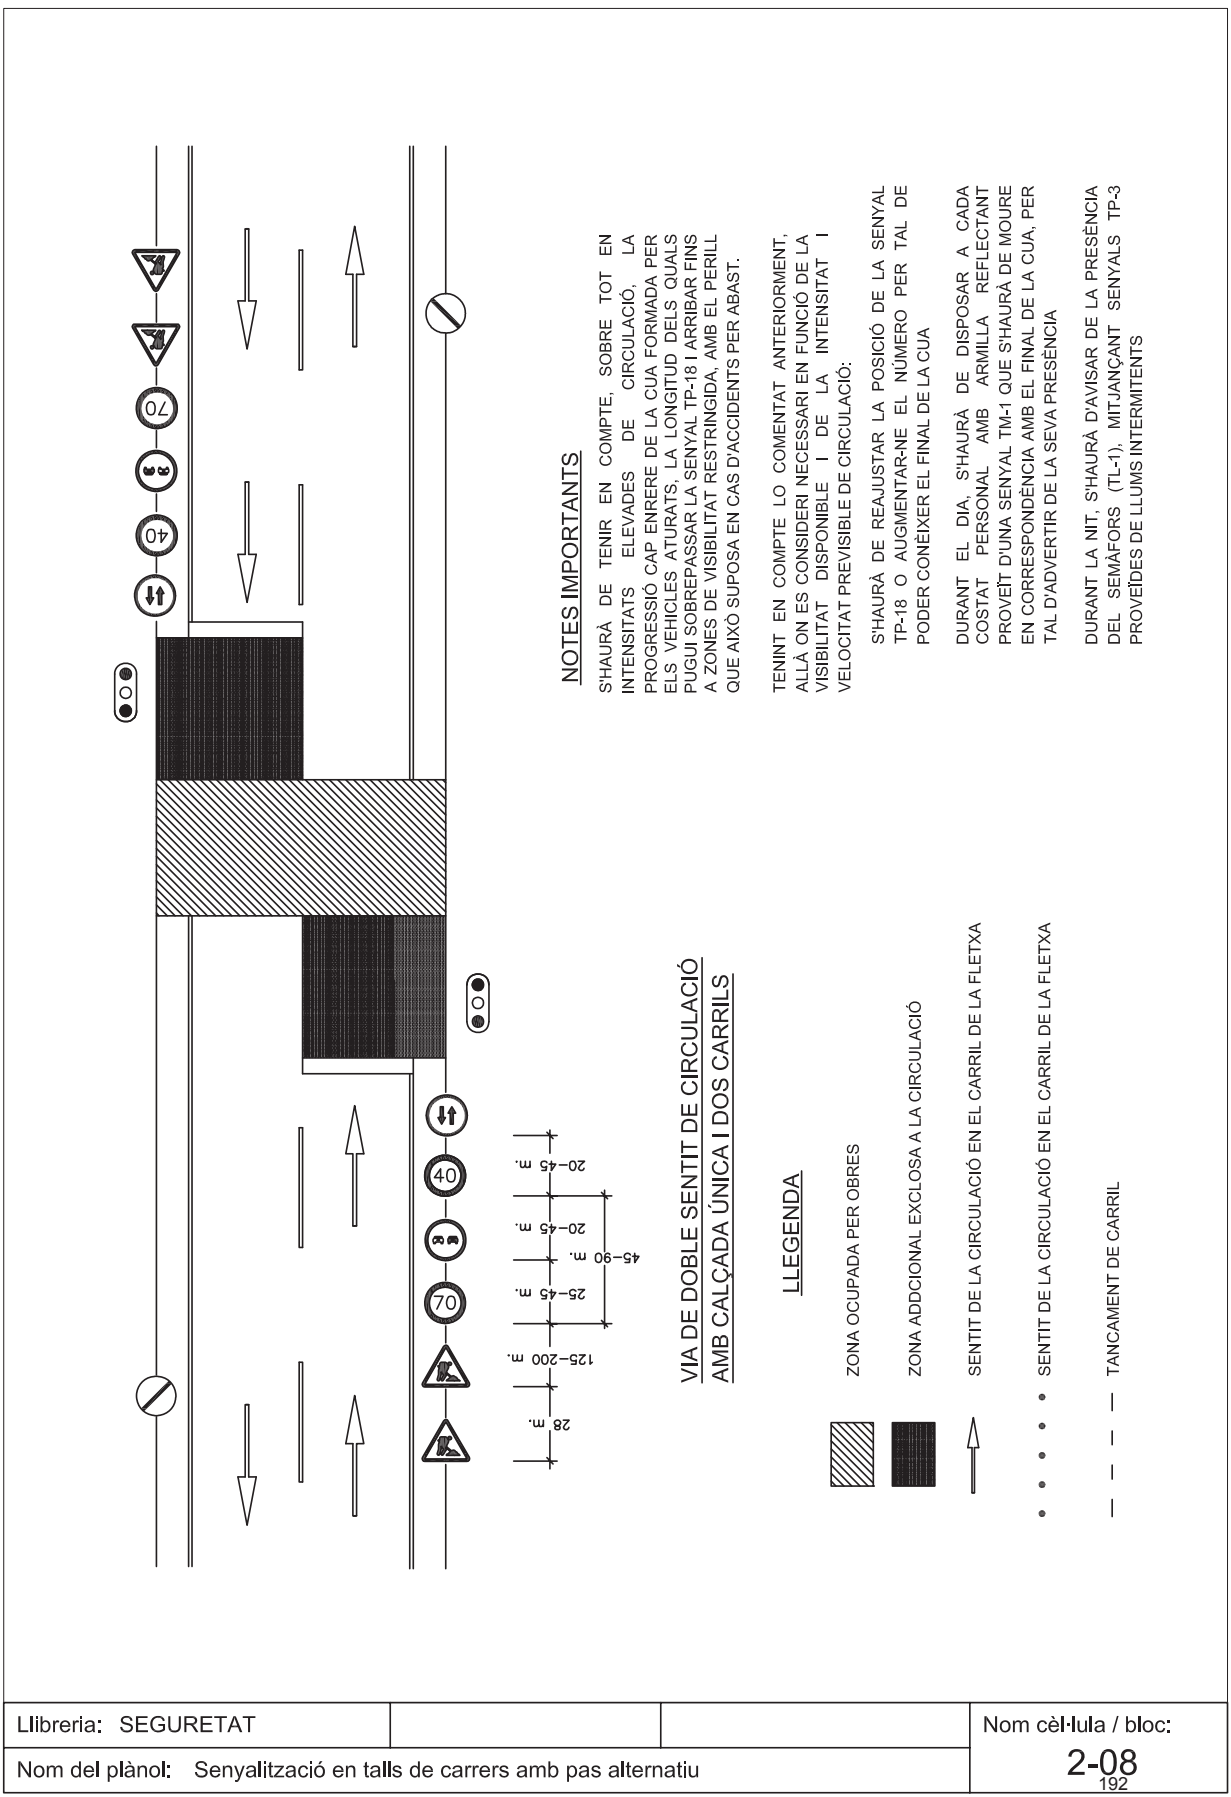 70
40
40
70
20-45 m.
20-45 m.
25-45 m.
45-90 m.
125-200 m.
28 m.
NOTES IMPORTANTS
S'HAURÀ DE TENIR EN COMPTE, SOBRE TOT EN
INTENSITATS ELEVADES DE CIRCULACIÓ, LA
PROGRESSIÓ CAP ENRERE DE LA CUA FORMADA PER
ELS VEHICLES ATURATS, LA LONGITUD DELS QUALS
PUGUI SOBREPASSAR LA SENYAL TP-18 I ARRIBAR FINS
A ZONES DE VISIBILITAT RESTRINGIDA, AMB EL PERILL
QUE AIXÒ SUPOSA EN CAS D'ACCIDENTS PER ABAST.
TENINT EN COMPTE LO COMENTAT ANTERIORMENT,
ALLÀ ON ES CONSIDERI NECESSARI EN FUNCIÓ DE LA
VISIBILITAT DISPONIBLE I DE LA INTENSITAT I
VELOCITAT PREVISIBLE DE CIRCULACIÓ:
S'HAURÀ DE REAJUSTAR LA POSICIÓ DE LA SENYAL
TP-18 O AUGMENTAR-NE EL NÚMERO PER TAL DE
PODER CONÈIXER EL FINAL DE LA CUA
DURANT EL DIA, S'HAURÀ DE DISPOSAR A CADA
COSTAT PERSONAL AMB ARMILLA REFLECTANT
PROVEÏT D'UNA SENYAL TM-1 QUE S'HAURÀ DE MOURE
EN CORRESPONDÈNCIA AMB EL FINAL DE LA CUA, PER
TAL D'ADVERTIR DE LA SEVA PRESÈNCIA
DURANT LA NIT, S'HAURÀ D'AVISAR DE LA PRESÈNCIA
DEL SEMÀFORS (TL-1), MITJANÇANT SENYALS TP-3
PROVEÏDES DE LLUMS INTERMITENTS
VIA DE DOBLE SENTIT DE CIRCULACIÓ
AMB CALÇADA ÚNICA I DOS CARRILS
LLEGENDA
ZONA OCUPADA PER OBRES
ZONA ADDCIONAL EXCLOSA A LA CIRCULACIÓ
SENTIT DE LA CIRCULACIÓ EN EL CARRIL DE LA FLETXA
SENTIT DE LA CIRCULACIÓ EN EL CARRIL DE LA FLETXA
TANCAMENT DE CARRIL
Llibreria: SEGURETAT
Nom cèl·lula / bloc:
Nom del plànol: Senyalització en talls de carrers amb pas alternatiu
2-08
192